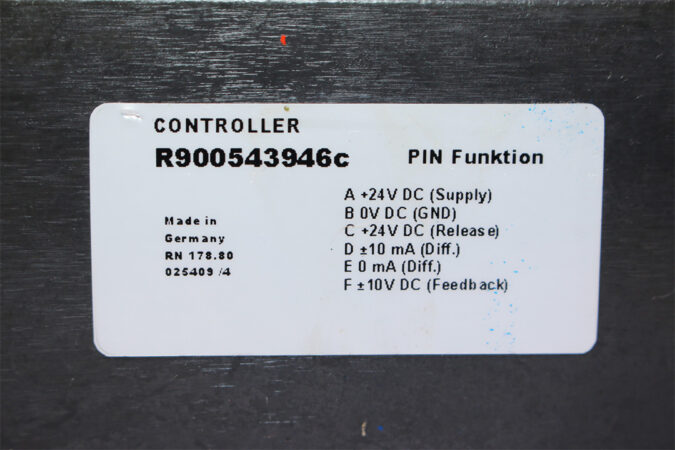 CONTROLLER
R900543946c
PIN Funktion
A +24V DC (Supply)
B 0V DC (GND)
C +24V DC (Release)
D ±10 mA (Diff.)
E 0 mA (Diff.)
F ±10V DC (Feedback)
Made in
Germany
RN 178.80
025409 /4